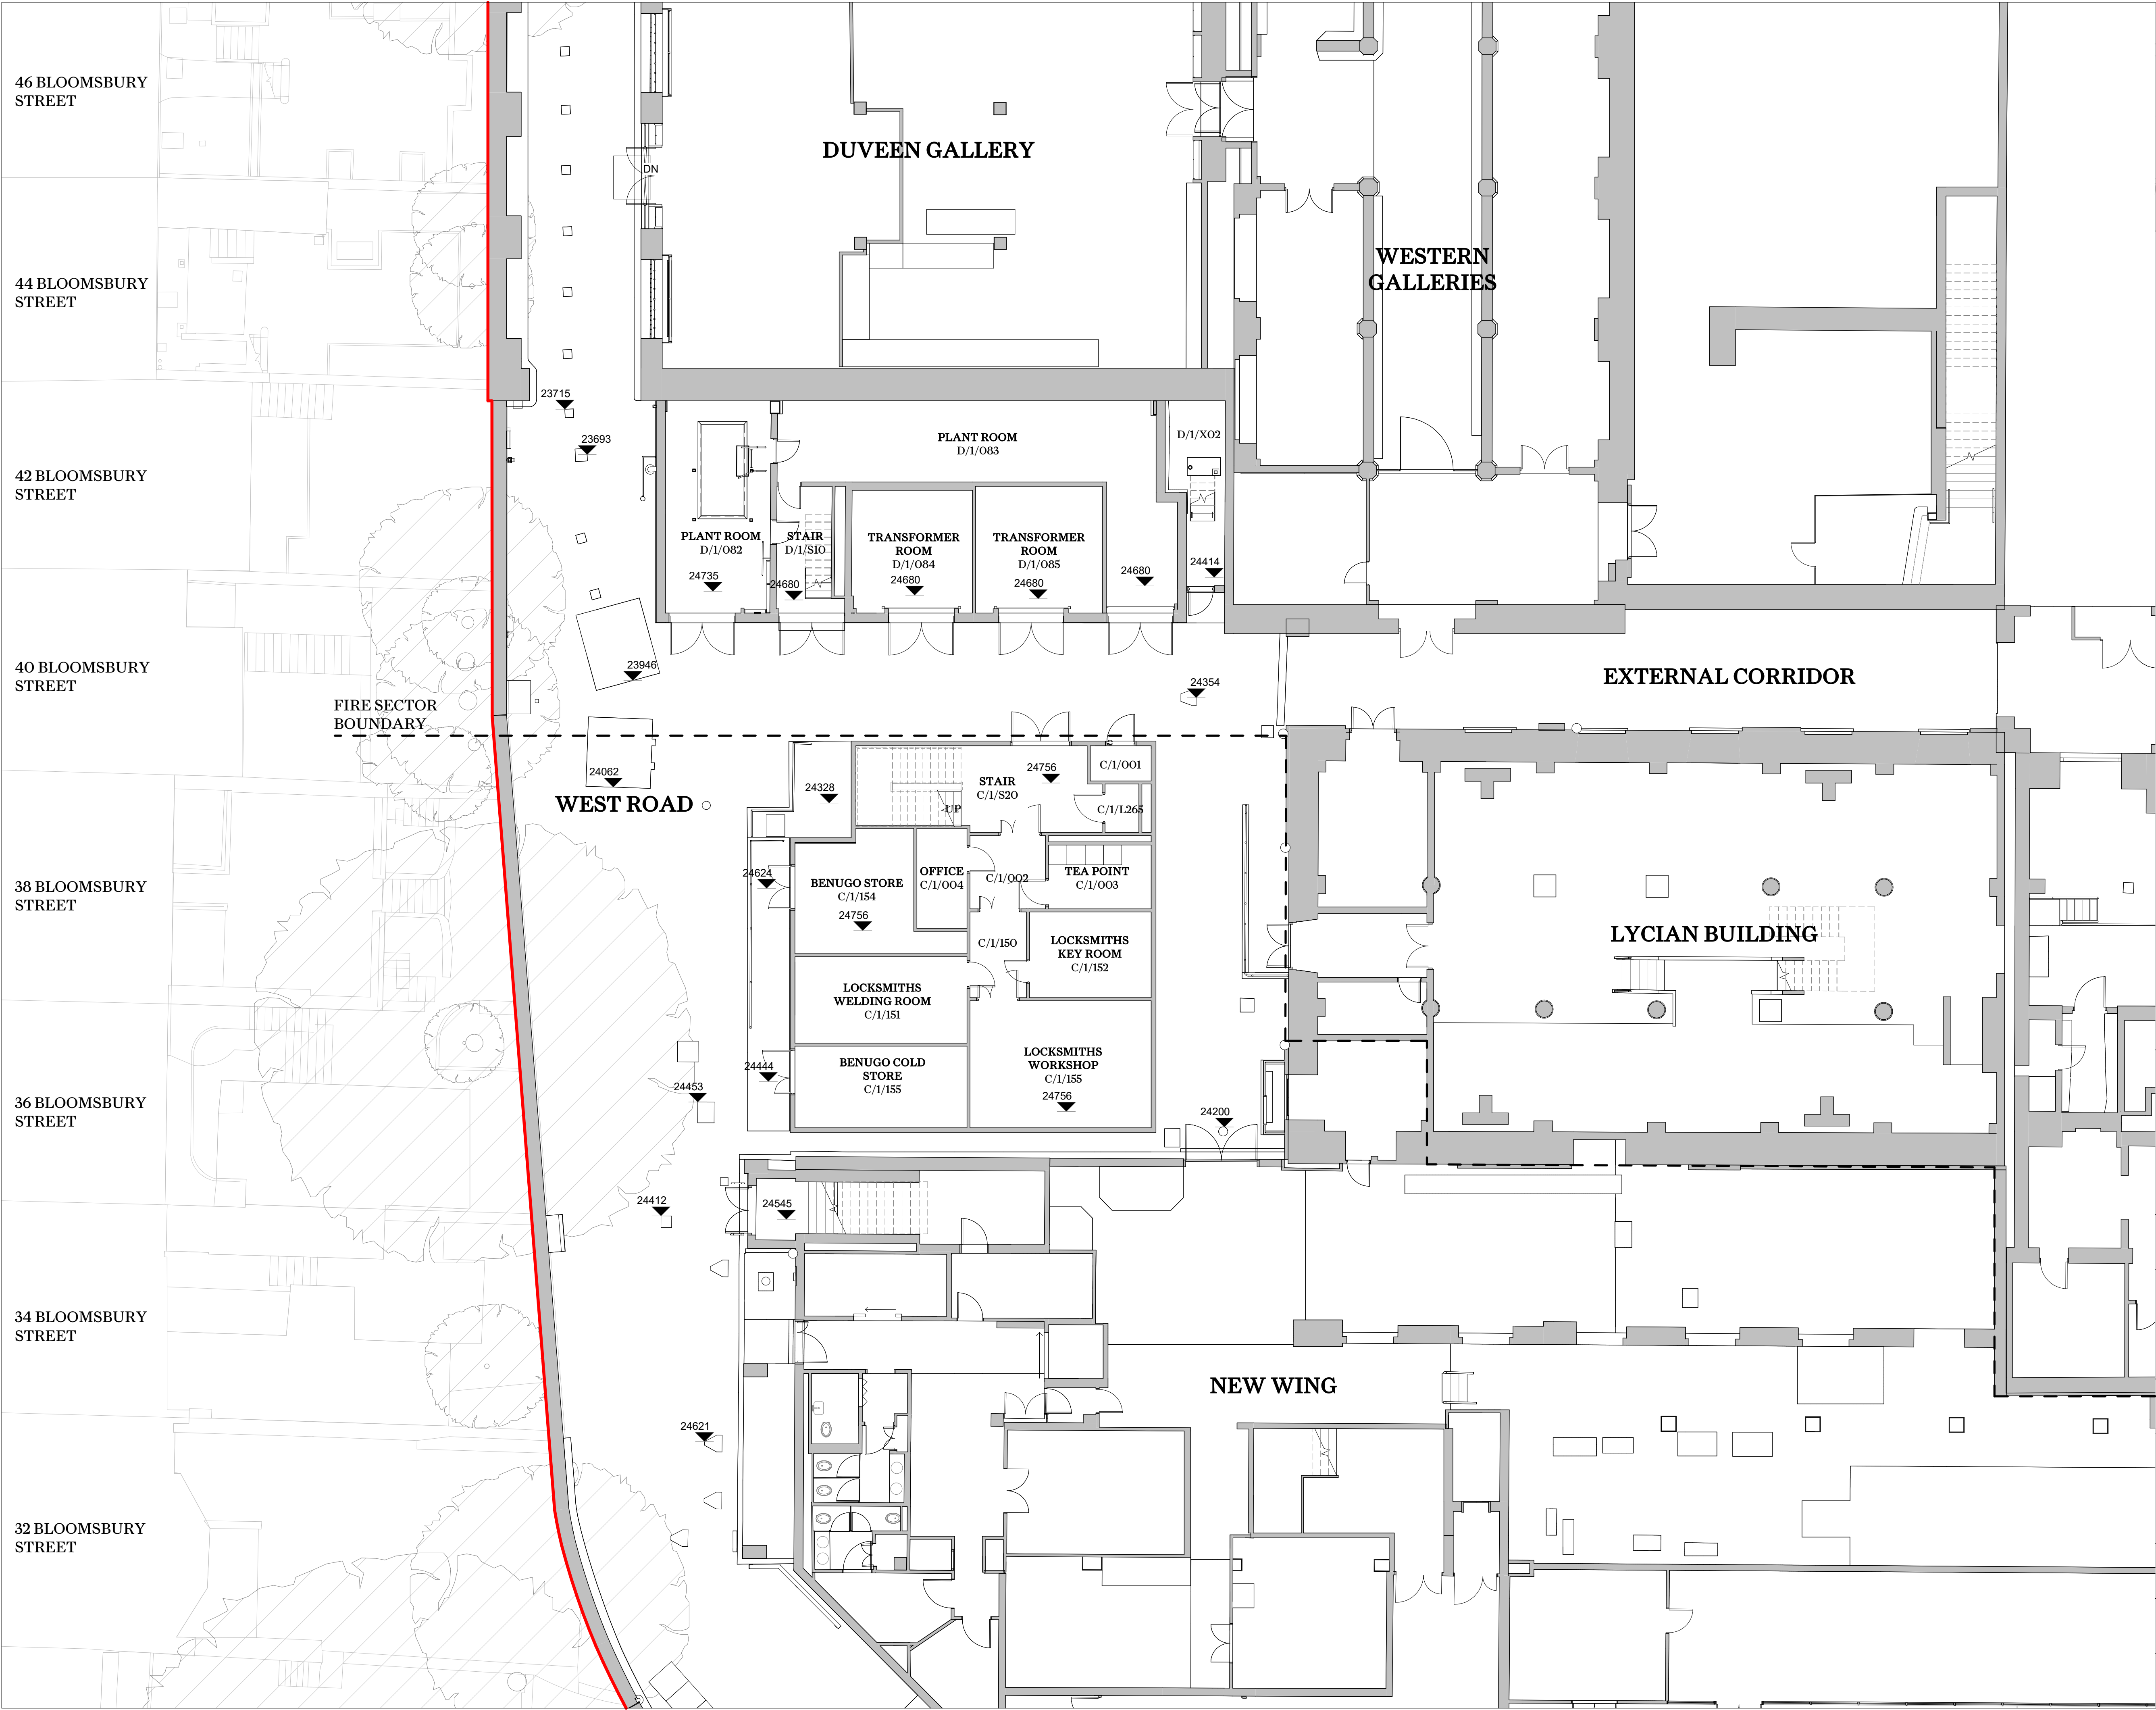 46 BLOOMSBURY
STREET
DUVEEN GALLERY
DN
WESTERN
GALLERIES
44 BLOOMSBURY
STREET
23715
23693
PLANT ROOM
D/1/083
D/1/X02
42 BLOOMSBURY
STREET
PLANT ROOM
D/1/082
24735
STAIR
D/1/S10
24680
TRANSFORMER
ROOM
D/1/084
24680
TRANSFORMER
ROOM
D/1/085
24680
24680
24414
40 BLOOMSBURY
STREET
23946
24354
EXTERNAL CORRIDOR
FIRE SECTOR
BOUNDARY
24062
WEST ROAD
24328
STAIR
C/1/S20
24756
UP
C/1/001
C/1/L265
38 BLOOMSBURY
STREET
24624
BENUGO STORE
C/1/154
24756
OFFICE
C/1/004
C/1/002
TEA POINT
C/1/003
C/1/150
LOCKSMITHS
KEY ROOM
C/1/152
LYCIAN BUILDING
LOCKSMITHS
WELDING ROOM
C/1/151
36 BLOOMSBURY
STREET
24453
24444
BENUGO COLD
STORE
C/1/155
LOCKSMITHS
WORKSHOP
C/1/155
24756
24200
24412
24545
34 BLOOMSBURY
STREET
NEW WING
24621
32 BLOOMSBURY
STREET